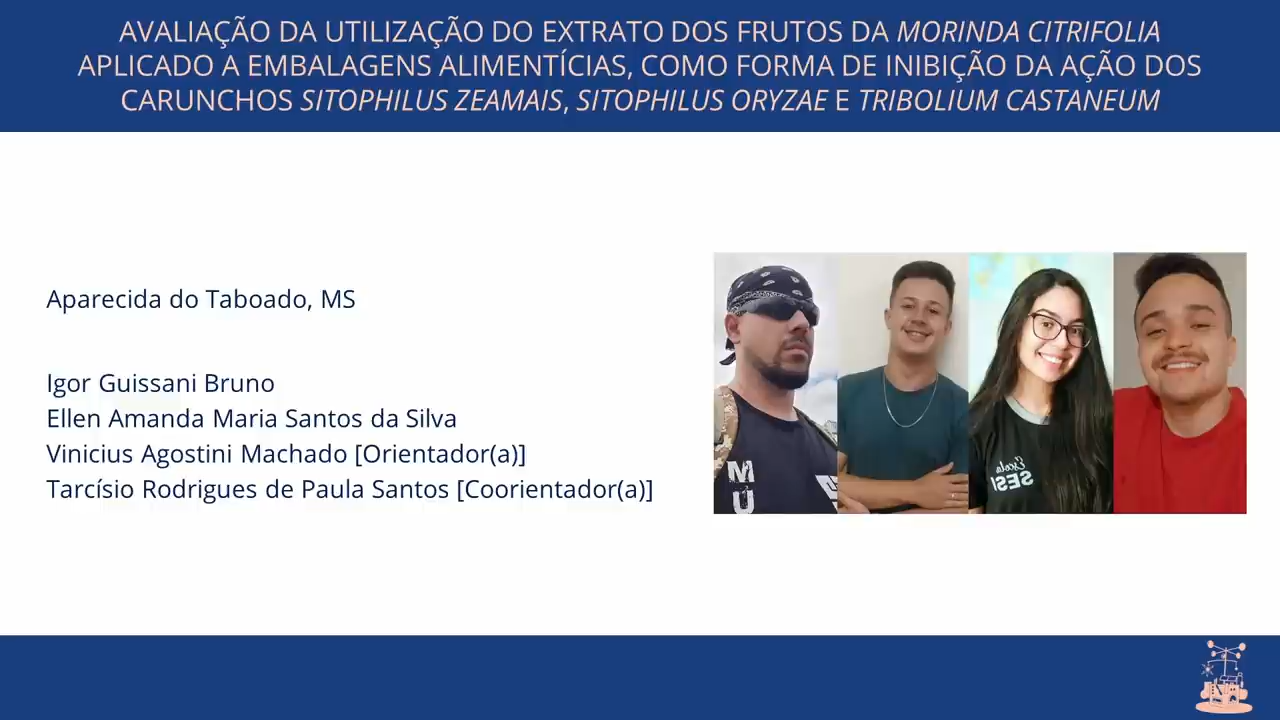 AVALIAÇÃO DA UTILIZAÇÃO DO EXTRATO DOS FRUTOS DA MORINDA CITRIFOLIA
APLICADO A EMBALAGENS ALIMENTÍCIAS, COMO FORMA DE INIBIÇÃO DA AÇÃO DOS
CARUNCHOS SITOPHILUS ZEAMAIS, SITOPHILUS ORYZAE E TRIBOLIUM CASTANEUM
Aparecida do Taboado, MS
Igor Guissani Bruno
Ellen Amanda Maria Santos da Silva
Vinicius Agostini Machado [Orientador(a)]
Tarcísio Rodrigues de Paula Santos [Coorientador(a)]
M
Ú
Escola
SESI